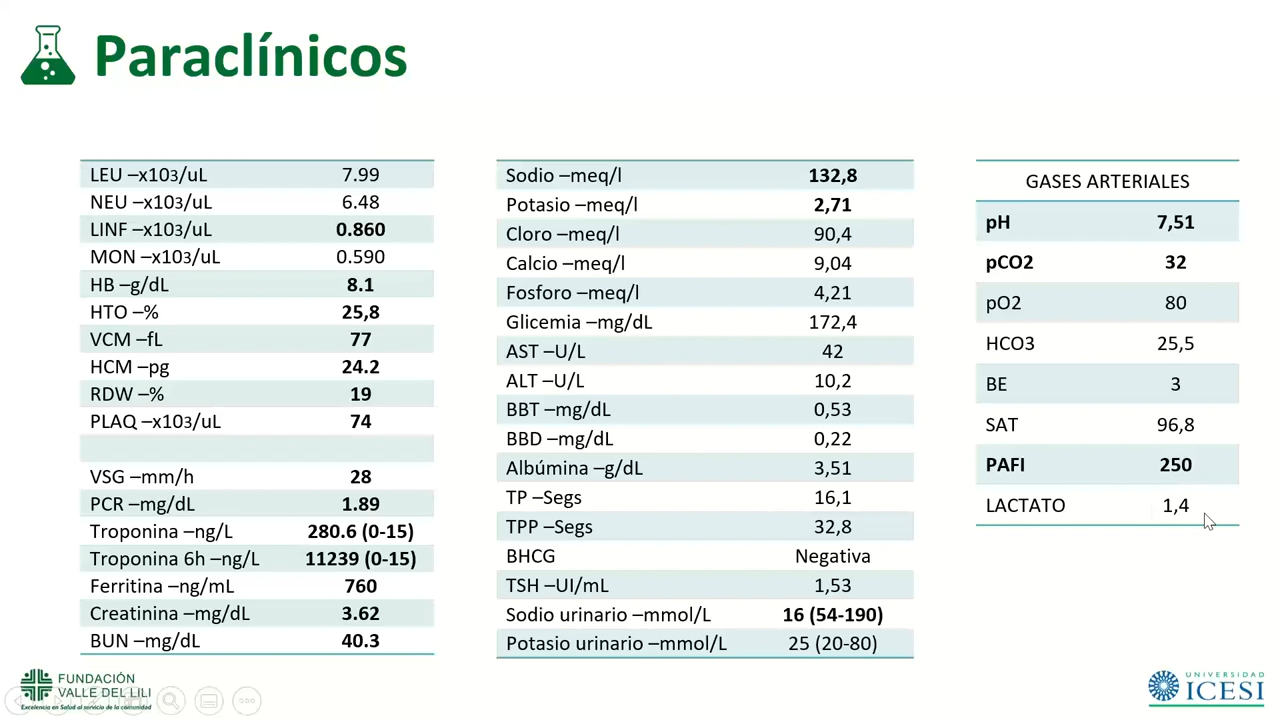 Paraclínicos
LEU –x103/uL 7.99
NEU –x103/uL 6.48
LINF –x103/uL 0.860
MON –x103/uL 0.590
HB –g/dL 8.1
HTO –% 25,8
VCM –fL 77
HCM –pg 24.2
RDW –% 19
PLAQ –x103/uL 74
VSG –mm/h 28
PCR –mg/dL 1.89
Troponina –ng/L 280.6 (0-15)
Troponina 6h –ng/L 11239 (0-15)
Ferritina –ng/mL 760
Creatinina –mg/dL 3.62
BUN –mg/dL 40.3
Sodio –meq/l 132,8
Potasio –meq/l 2,71
Cloro –meq/l 90,4
Calcio –meq/l 9,04
Fosforo –meq/l 4,21
Glicemia –mg/dL 172,4
AST –U/L 42
ALT –U/L 10,2
BBT –mg/dL 0,53
BBD –mg/dL 0,22
Albúmina –g/dL 3,51
TP –Segs 16,1
TPP –Segs 32,8
BHCG Negativa
TSH –UI/mL 1,53
Sodio urinario –mmol/L 16 (54-190)
Potasio urinario –mmol/L 25 (20-80)
GASES ARTERIALES
pH 7,51
pCO2 32
pO2 80
HCO3 25,5
BE 3
SAT 96,8
PAFI 250
LACTATO 1,4
FUNDACIÓN
VALLE DEL LILI
Excelencia en Salud al servicio de la comunidad
UNIVERSIDAD
ICESI